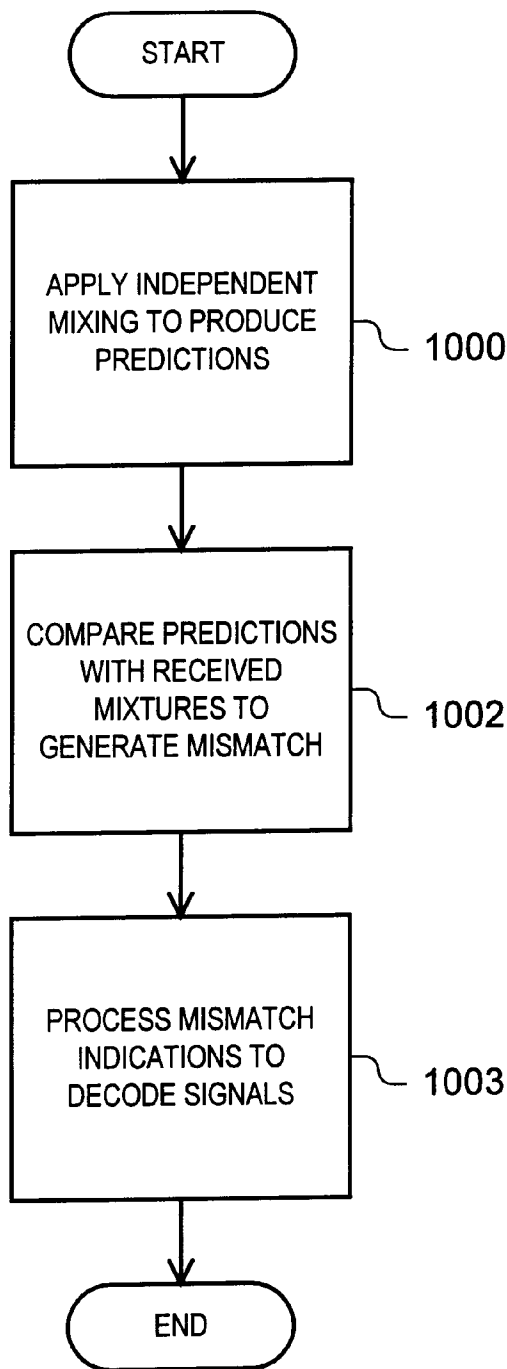 START
APPLY INDEPENDENT
MIXING TO PRODUCE
PREDICTIONS
1000
COMPARE PREDICTIONS
WITH RECEIVED
MIXTURES TO
GENERATE MISMATCH
1002
PROCESS MISMATCH
INDICATIONS TO
DECODE SIGNALS
1003
END